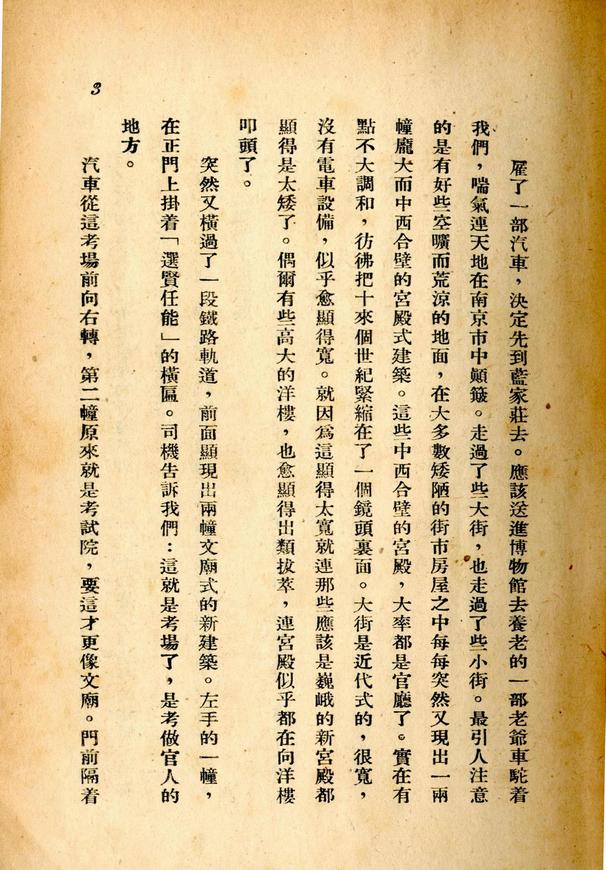 雇了一部汽車，決定先到藍家莊去。應該送進博物館去養老的一部老爺車駝着
我們，喘氣連天地在南京市中顛簸。走過了些大街，也走過了些小街。最引人注意
的是有好些空曠而荒涼的地面，在大多數矮陋的街市房屋之中每每突然又現出一兩
幢龐大而中西合壁的宮殿式建築。這些中西合壁的宮殿，大率都是官廳了。實在有
點不大調和，彷彿把十來個世紀緊縮在了一個鏡頭裏面。大街是近代式的，很寬，
沒有電車設備，似乎愈顯得寬。就因爲這顯得太寬就連那些應該是巍峨的新宮殿都
顯得是太矮了。偶爾有些高大的洋樓，也愈顯得出類拔萃，連宮殿似乎都在向洋樓
叩頭了。
突然又橫過了一段鐵路軌道，前面顯現出兩幢文廟式的新建築。左手的一幢，
在正門上掛着「選賢任能」的橫匾。司機告訴我們：這就是考場了，是考做官人的
地方。
汽車從這考場前向右轉，第二幢原來就是考試院，要這才更像文廟。門前隔着
3